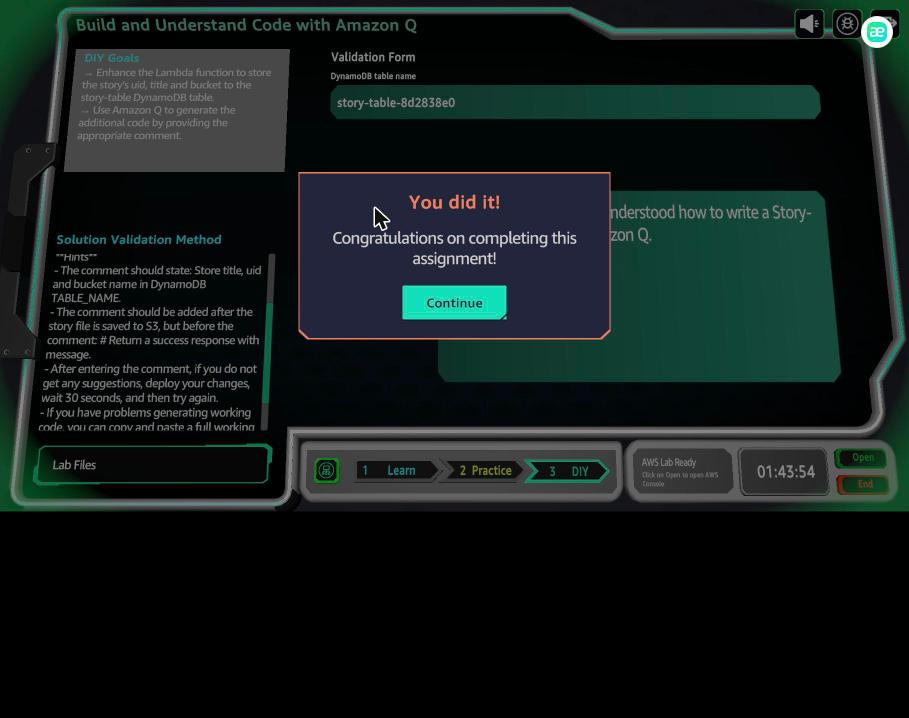 Build and Understand Code with Amazon Q
DIY Goals
→ Enhance the Lambda function to store
the story's uid, title and bucket to the
story-table DynamoDB table.
→ Use Amazon Q to generate the
additional code by providing the
appropriate comment.
Solution Validation Method
**Hints**
- The comment should state: Store title, uid
and bucket name in DynamoDB
TABLE_NAME.
- The comment should be added after the
story file is saved to S3, but before the
comment: # Return a success response with
message.
- After entering the comment, if you do not
get any suggestions, deploy your changes,
wait 30 seconds, and then try again.
- If you have problems generating working
code, you can copy and paste a full working
Lab Files
Validation Form
DynamoDB table name
story-table-8d2838e0
nderstood how to write a Story-
zon Q.
You did it!
Congratulations on completing this
assignment!
Continue
1 Learn
2 Practice
3 DIY
AWS Lab Ready
Click on Open to open AWS
Console
01:43:54
Open
End
æ